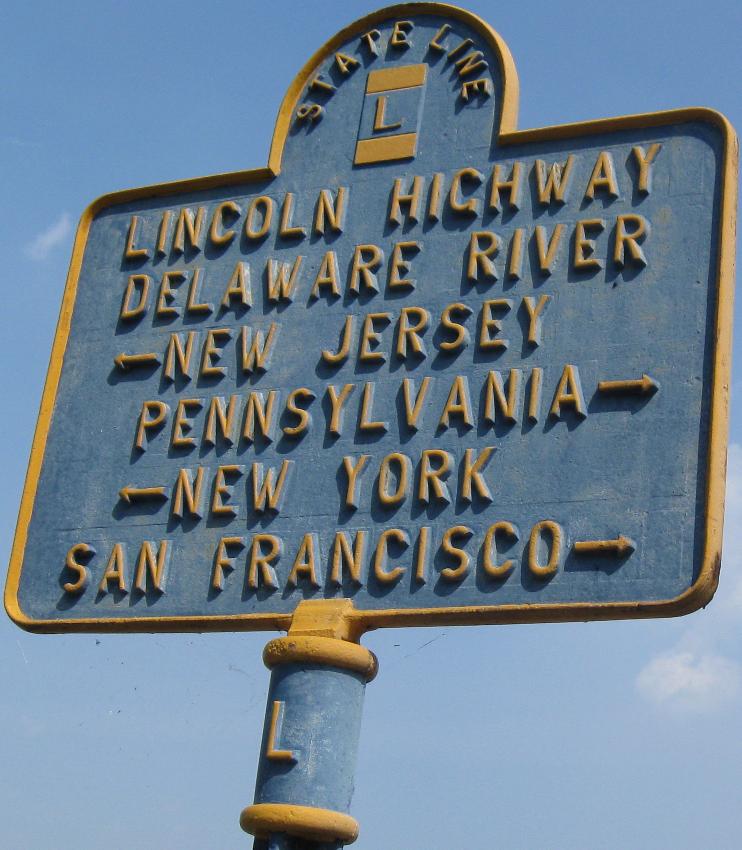 STATE LINE
L
LINCOLN HIGHWAY
DELAWARE RIVER
←NEW JERSEY
PENNSYLVANIA→
←NEW YORK
SAN FRANCISCO→
L